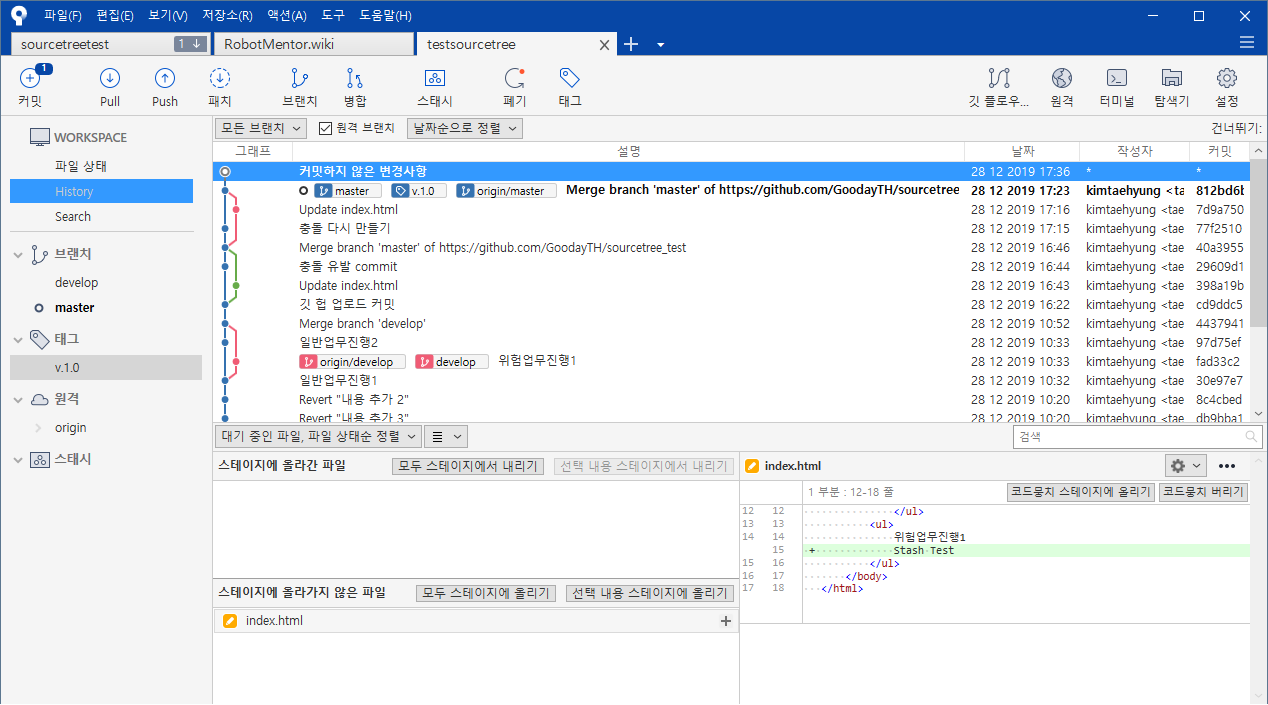 파일(F) 편집(E) 보기(V) 저장소(R) 액션(A) 도구 도움말(H)
sourcetreetest 1 RobotMentor.wiki testsourcetree
1
커밋 Pull Push 패치 브랜치 병합 스태시 폐기 태그 깃 플로우... 원격 터미널 탐색기 설정
WORKSPACE
파일 상태
History
Search
브랜치
develop
master
태그
v.1.0
원격
origin
스태시
모든 브랜치 원격 브랜치 날짜순으로 정렬 건너뛰기:
그래프 설명 날짜 작성자 커밋
커밋하지 않은 변경사항 28 12 2019 17:36 * *
master v.1.0 origin/master Merge branch 'master' of https://github.com/GoodayTH/sourcetree 28 12 2019 17:23 kimtaehyung <ta 812bd6b
Update index.html 28 12 2019 17:16 kimtaehyung <tae 7d9a750
충돌 다시 만들기 28 12 2019 17:15 kimtaehyung <tae 77f2510
Merge branch 'master' of https://github.com/GoodayTH/sourcetree_test 28 12 2019 16:46 kimtaehyung <tae 40a3955
충돌 유발 commit 28 12 2019 16:44 kimtaehyung <tae 29609d1
Update index.html 28 12 2019 16:43 kimtaehyung <tae 398a19b
깃 헙 업로드 커밋 28 12 2019 16:22 kimtaehyung <tae cd9ddc5
Merge branch 'develop' 28 12 2019 10:52 kimtaehyung <tae 4437941
일반업무진행2 28 12 2019 10:33 kimtaehyung <tae 97d75ef
origin/develop develop 위험업무진행1 28 12 2019 10:33 kimtaehyung <tae fad33c2
일반업무진행1 28 12 2019 10:32 kimtaehyung <tae 30e97e7
Revert "내용 추가 2" 28 12 2019 10:20 kimtaehyung <tae 8c4cbed
Revert "내용 추가 3" 28 12 2019 10:20 kimtaehyung <tae db9bba1
대기 중인 파일, 파일 상태순 정렬 검색
스테이지에 올라간 파일 모두 스테이지에서 내리기 선택 내용 스테이지에서 내리기
스테이지에 올라가지 않은 파일 모두 스테이지에 올리기 선택 내용 스테이지에 올리기
index.html
index.html
1 부분 : 12-18 줄 코드뭉치 스테이지에 올리기 코드뭉치 버리기
12 12 </ul>
13 13 <ul>
14 14 위험업무진행1
15 + Stash Test
15 16 </ul>
16 17 </body>
17 18 </html>